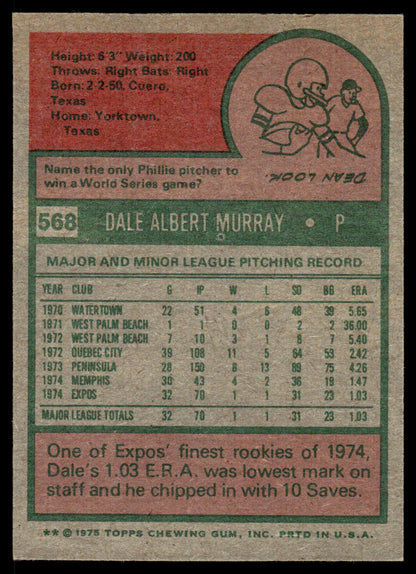 Height: 6'3" Weight: 200
Throws: Right Bats: Right
Born: 2-2-50, Cuero,
Texas
Home: Yorktown,
Texas
DEAN LOOK.
Name the only Phillie pitcher to
win a World Series game?
568 DALE ALBERT MURRAY • P
MAJOR AND MINOR LEAGUE PITCHING RECORD
YEAR CLUB G IP W L SO BB ERA
1970 WATERTOWN 22 51 4 6 48 39 5.65
1971 WEST PALM BEACH 1 1 0 0 2 2 36.00
1972 WEST PALM BEACH 7 10 2 0 6 3 2.70
1972 QUEBEC CITY 39 108 11 5 64 53 2.42
1973 PENINSULA 28 150 8 13 89 75 4.26
1974 MEMPHIS 30 43 4 2 36 18 1.47
1974 EXPOS 32 70 1 1 31 23 1.03
MAJOR LEAGUE TOTALS 32 70 1 1 31 23 1.03
One of Expos' finest rookies of 1974,
Dale's 1.03 E.R.A. was lowest mark on
staff and he chipped in with 10 Saves.
** © 1975 TOPPS CHEWING GUM, INC. PRTD IN U.S.A.